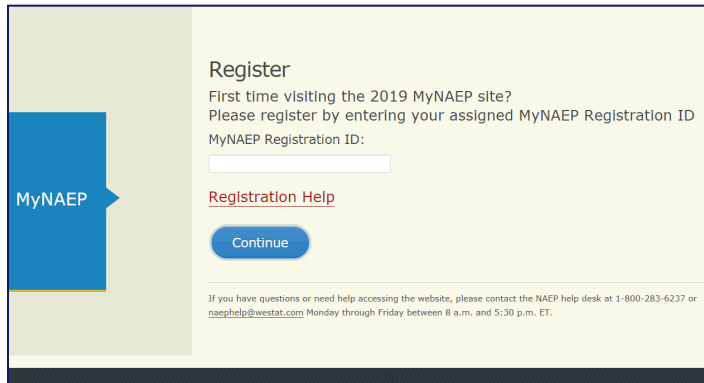 Register
First time visiting the 2019 MyNAEP site?
Please register by entering your assigned MyNAEP Registration ID
MyNAEP Registration ID:
MyNAEP
Registration Help
Continue
If you have questions or need help accessing the website, please contact the NAEP help desk at 1-800-283-6237 or
naephelp@westat.com Monday through Friday between 8 a.m. and 5:30 p.m. ET.